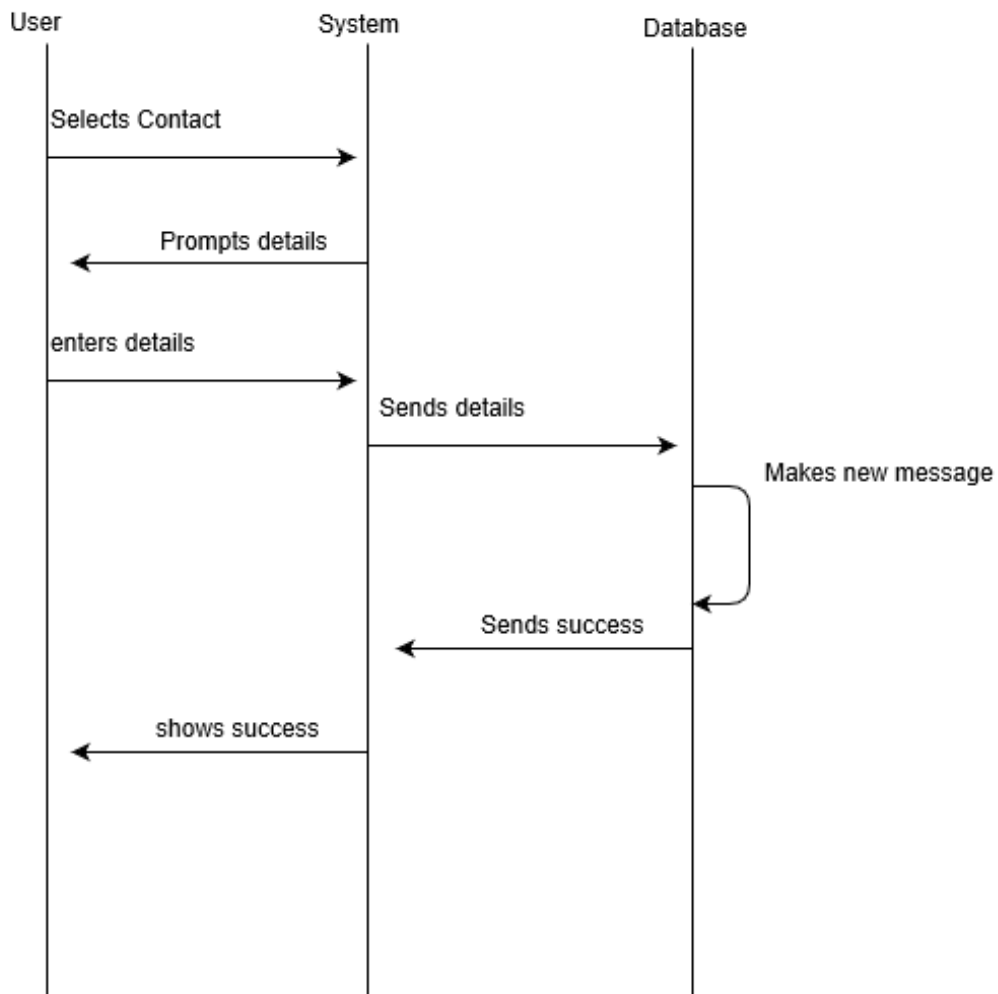 User
System
Database
Selects Contact
Prompts details
enters details
Sends details
Makes new message
Sends success
shows success